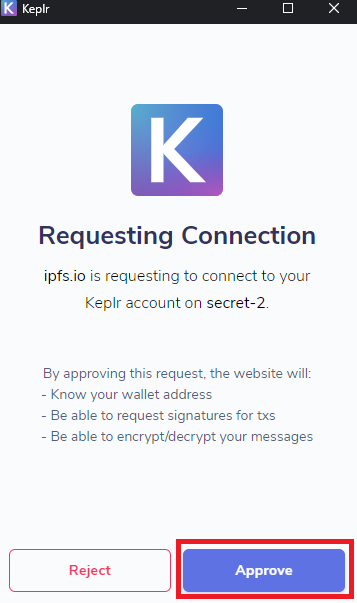 K Keplr
K
Requesting Connection
ipfs.io is requesting to connect to your
Keplr account on secret-2.
By approving this request, the website will:
- Know your wallet address
- Be able to request signatures for txs
- Be able to encrypt/decrypt your messages
Reject Approve